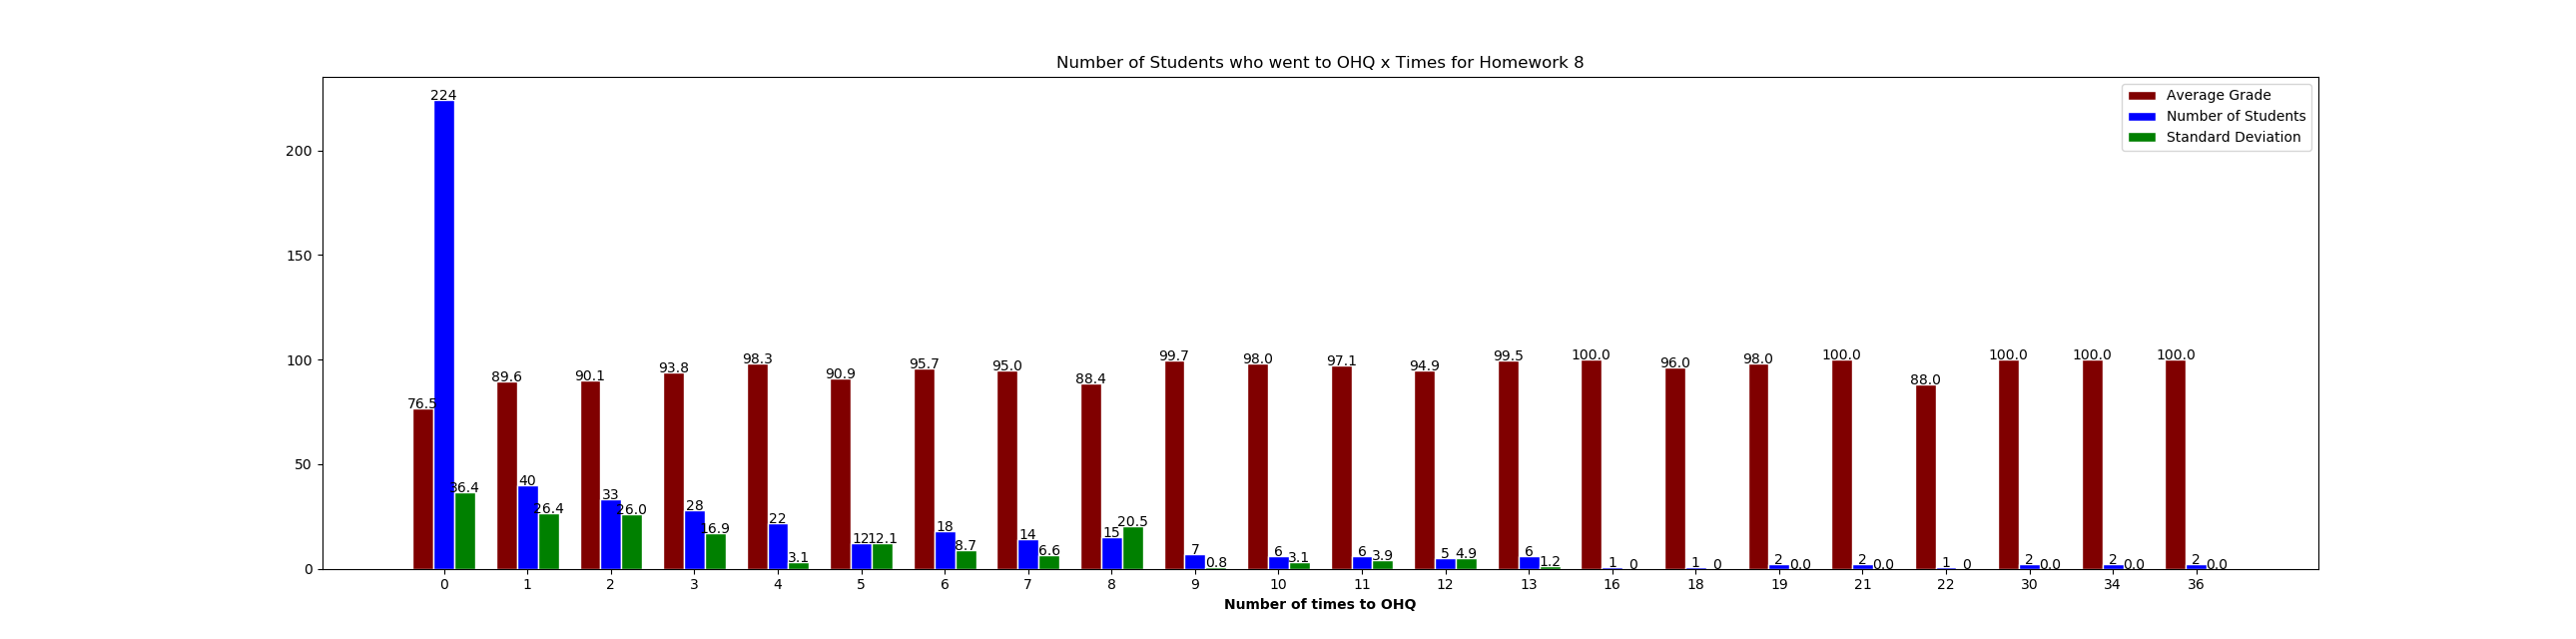 Number of Students who went to OHQ x Times for Homework 8
Average Grade
Number of Students
Standard Deviation
200
150
100
50
0
76.5 224 36.4
89.6 40 26.4
90.1 33 26.0
93.8 28 16.9
98.3 22 3.1
90.9 12 12.1
95.7 18 8.7
95.0 14 6.6
88.4 15 20.5
99.7 7 0.8
98.0 6 3.1
97.1 6 3.9
94.9 5 4.9
99.5 6 1.2
100.0 1 0
96.0 1 0
98.0 2 0.0
100.0 2 0.0
88.0 1 0
100.0 2 0.0
100.0 2 0.0
100.0 2 0.0
0 1 2 3 4 5 6 7 8 9 10 11 12 13 16 18 19 21 22 30 34 36
Number of times to OHQ